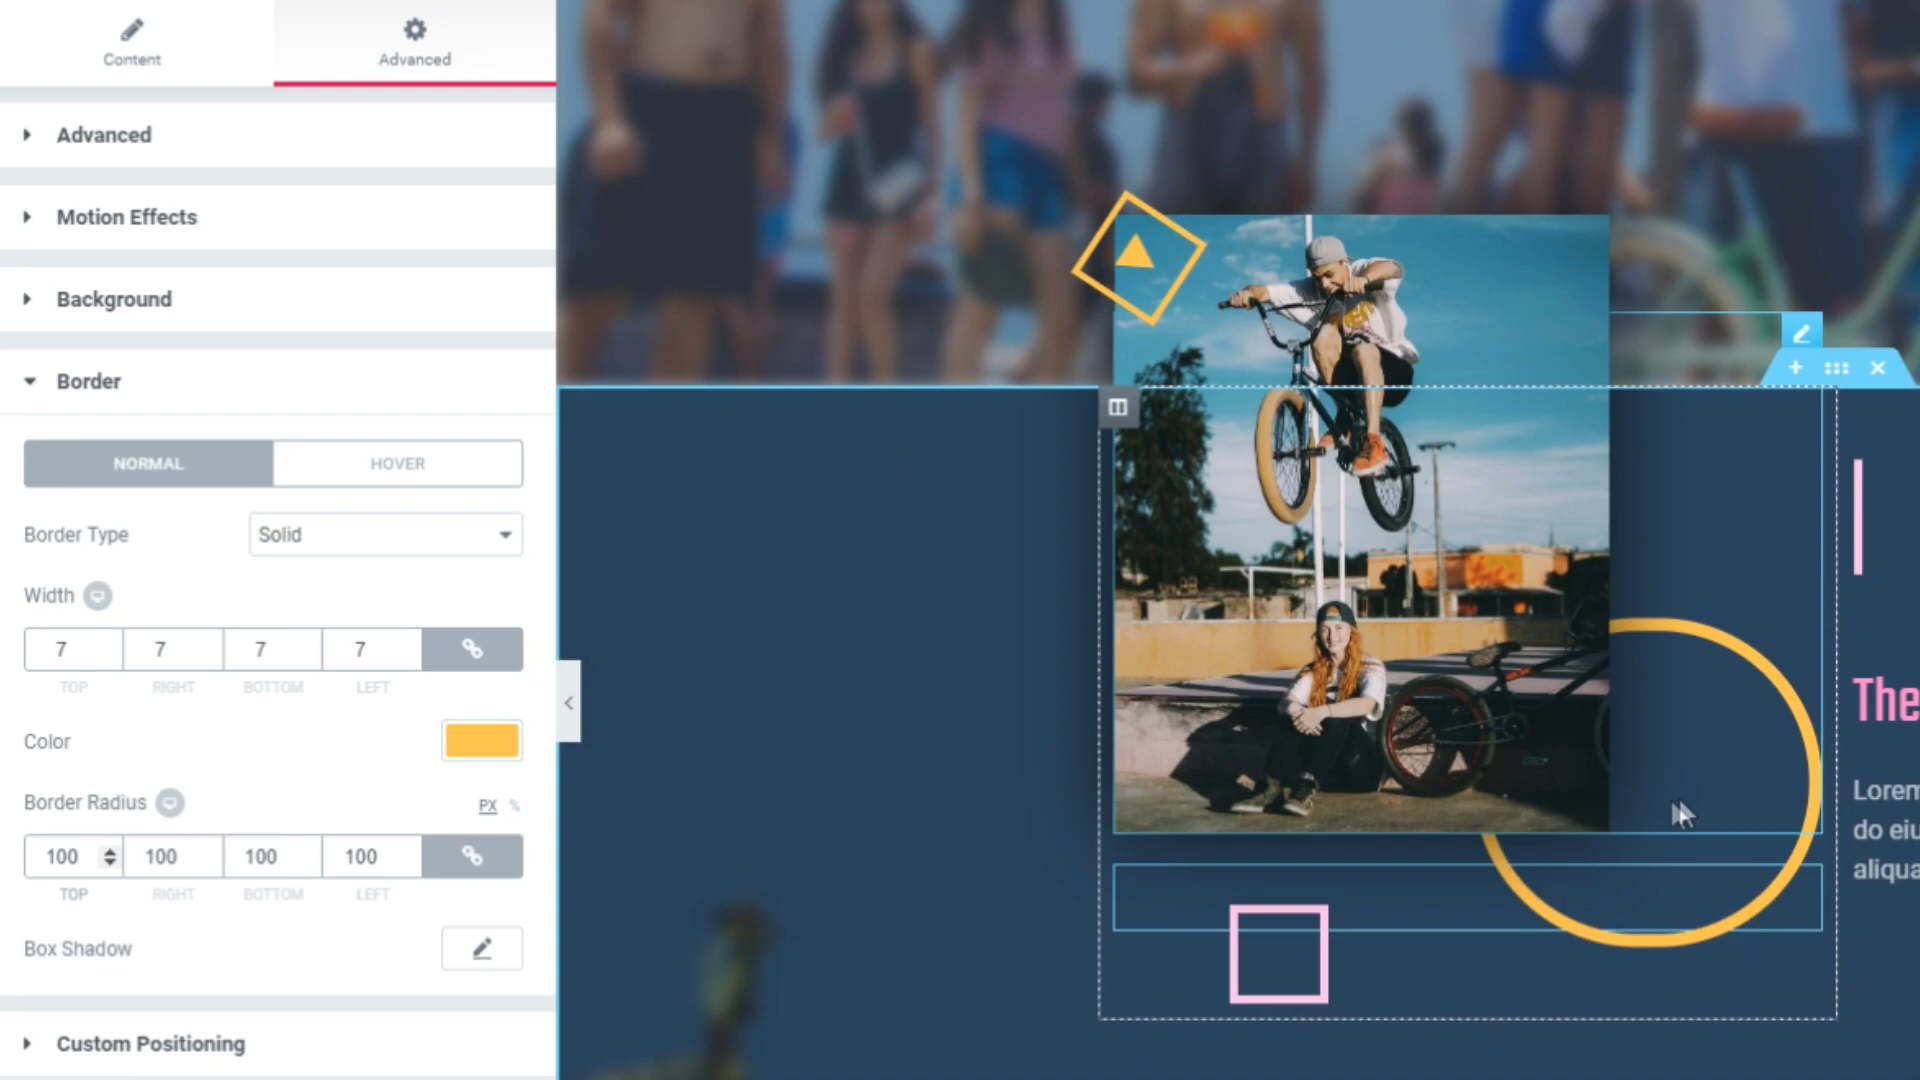 Content
Advanced
Advanced
Motion Effects
Background
Border
NORMAL HOVER
Border Type Solid
Width
7 7 7 7
TOP RIGHT BOTTOM LEFT
Color
Border Radius PX %
100 100 100 100
TOP RIGHT BOTTOM LEFT
Box Shadow
Custom Positioning
The
Lorem
do eiu
aliqua